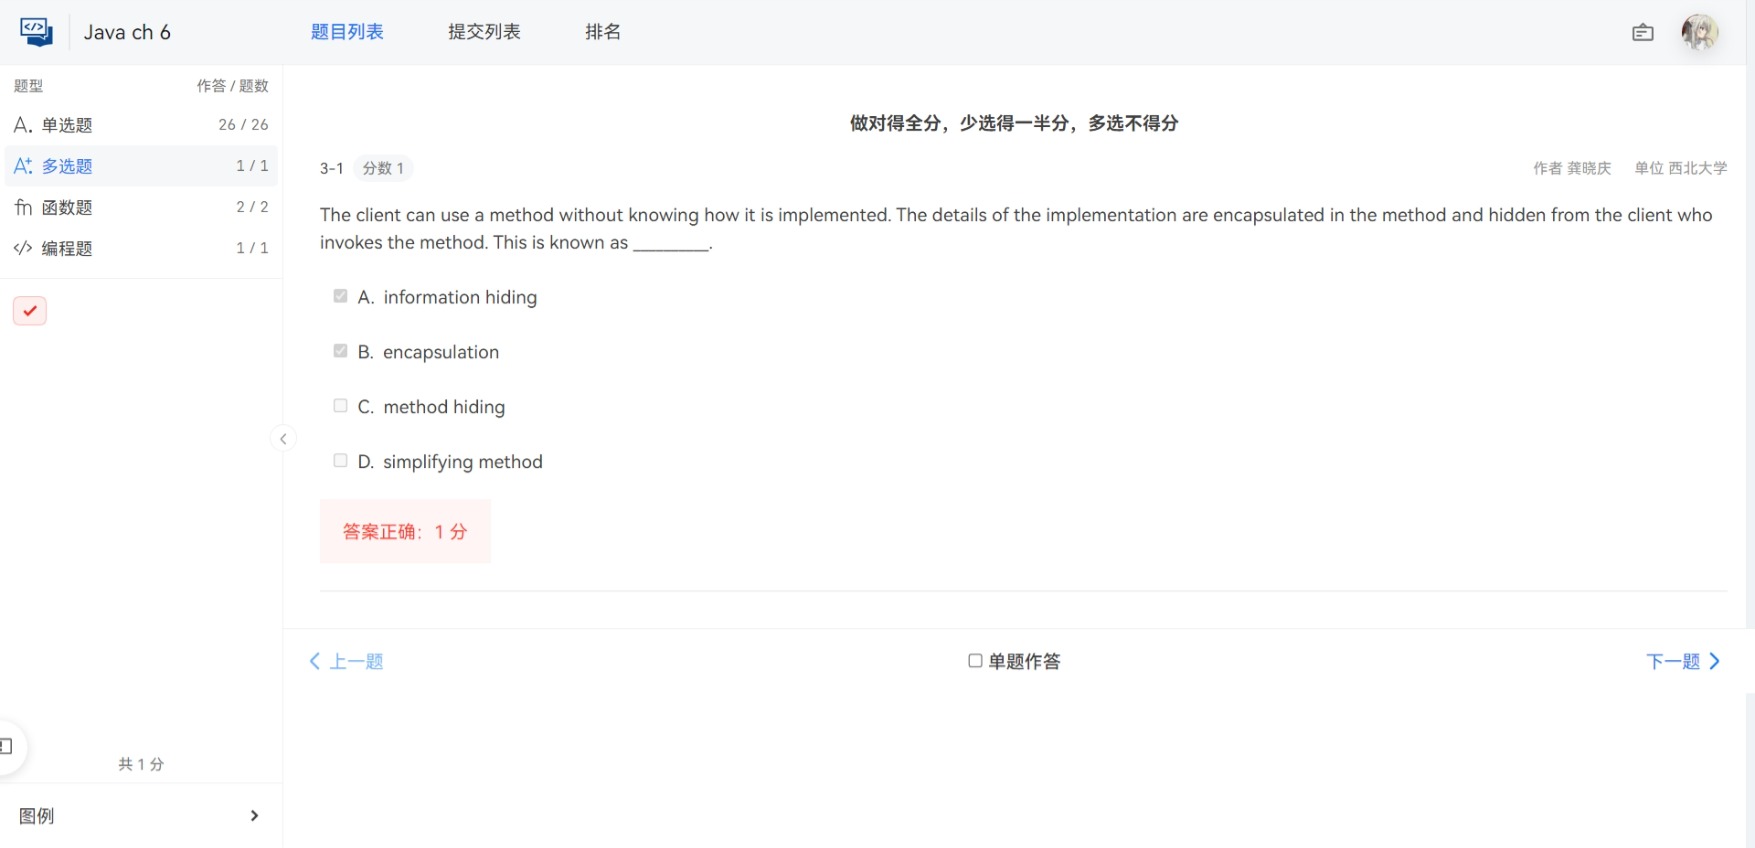 Java ch 6
题目列表
提交列表
排名
题型
作答 / 题数
单选题
26 / 26
多选题
1 / 1
函数题
2 / 2
编程题
1 / 1
共 1 分
图例
做对得全分，少选得一半分，多选不得分
3-1
分数 1
作者 龚晓庆
单位 西北大学
The client can use a method without knowing how it is implemented. The details of the implementation are encapsulated in the method and hidden from the client who
invokes the method. This is known as _________.
A. information hiding
B. encapsulation
C. method hiding
D. simplifying method
答案正确：1 分
上一题
单题作答
下一题